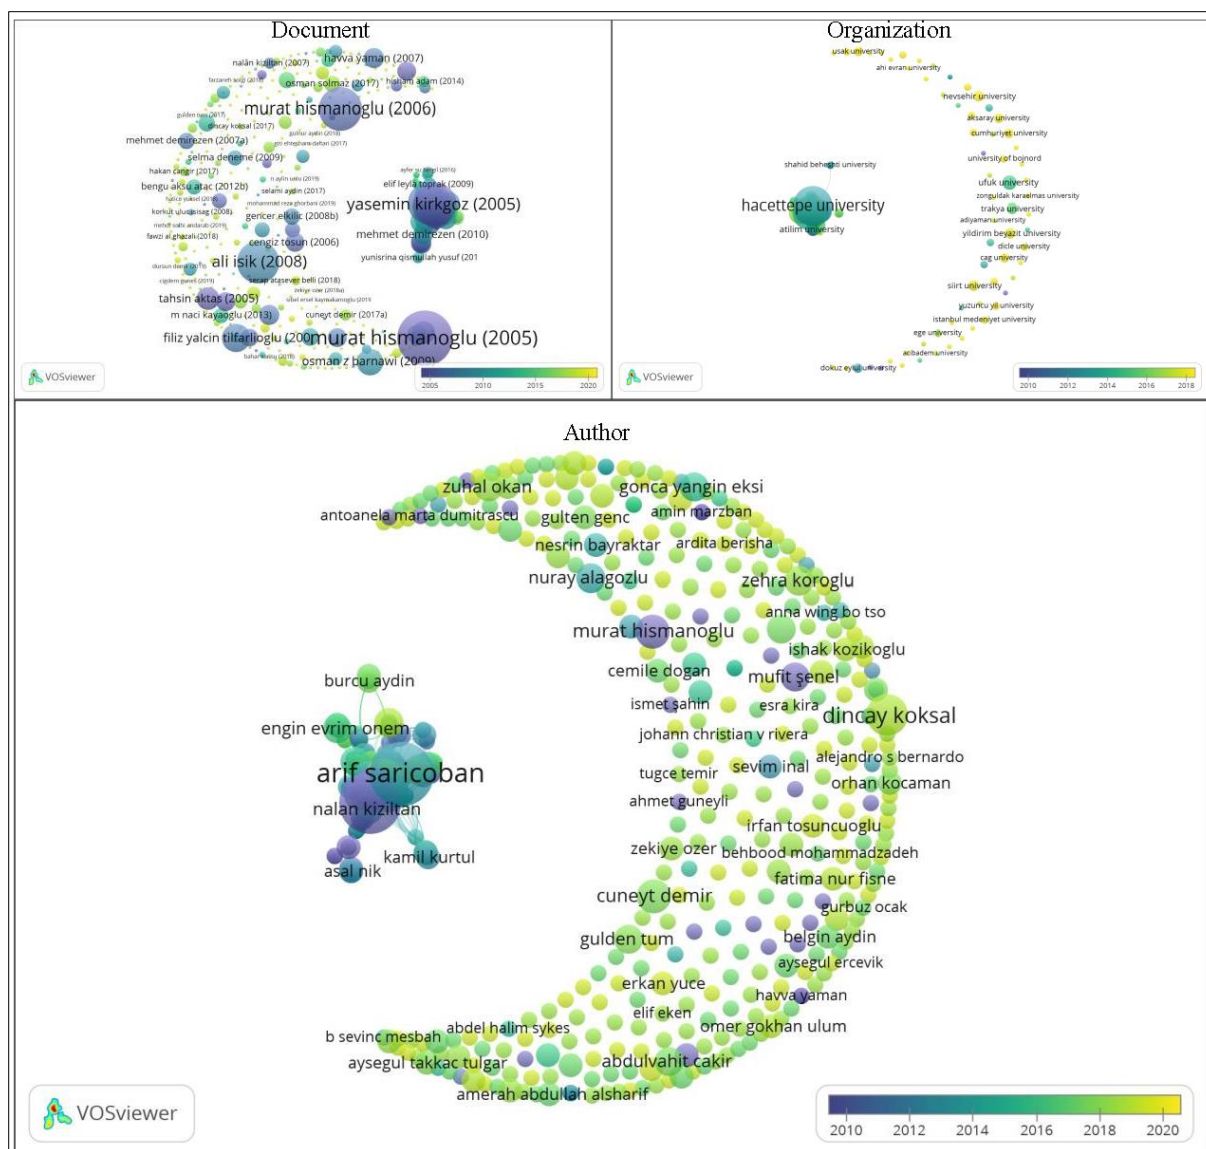 Document
nalân kiziltan (2007)
havva yaman (2007)
osman solmaz (2017)
hisham adam (2014)
murat hismanoglu (2006)
dincay koksal (2017)
mehmet demirezen (2007a)
selma deneme (2009)
hakan cangir (2017)
bengu aksu atac (2012b)
selami aydin (2017)
gencer elkilic (2008b)
cengiz tosun (2006)
ali isik (2008)
serap atasever belli (2018)
tahsin aktas (2005)
m naci kayaoglu (2013)
cuneyt demir (2017a)
filiz yalcin tilfarlioglu (200
murat hismanoglu (2005)
osman z barnawi (2009)
elif leyla toprak (2009)
yasemin kirkgoz (2005)
mehmet demirezen (2010)
yunisrina qismullah yusuf (201
VOSviewer
2005 2010 2015 2020
Organization
usak university
ahi evran university
nevsehir university
aksaray university
cumhuriyet university
university of bojnord
shahid beheshti university
ufuk university
zonguldak karaelmas university
hacettepe university
trakya university
adiyaman university
atilim university
yildirim beyazit university
dicle university
cag university
siirt university
yuzuncu yil university
istanbul medeniyet university
ege university
acibadem university
dokuz eylul university
VOSviewer
2010 2012 2014 2016 2018
Author
zuhal okan
gonca yangin eksi
antoanela marta dumitrascu
gulten genc
amin marzban
nesrin bayraktar
ardita berisha
nuray alagozlu
zehra koroglu
anna wing bo tso
murat hismanoglu
ishak kozikoglu
cemile dogan
mufit şenel
burcu aydin
ismet sahin
esra kira
dincay koksal
engin evrim onem
johann christian v rivera
alejandro s bernardo
arif saricoban
tugce temir
sevim inal
orhan kocaman
nalan kiziltan
ahmet guneyli
irfan tosuncuoglu
kamil kurtul
zekiye ozer
behbood mohammadzadeh
asal nik
fatima nur fisne
cuneyt demir
gurbuz ocak
gulden tum
belgin aydin
aysegul ercevik
erkan yuce
havva yaman
elif eken
b sevinc mesbah
abdel halim sykes
omer gokhan ulum
aysegul takkac tulgar
abdulvahit cakir
amerah abdullah alsharif
VOSviewer
2010 2012 2014 2016 2018 2020